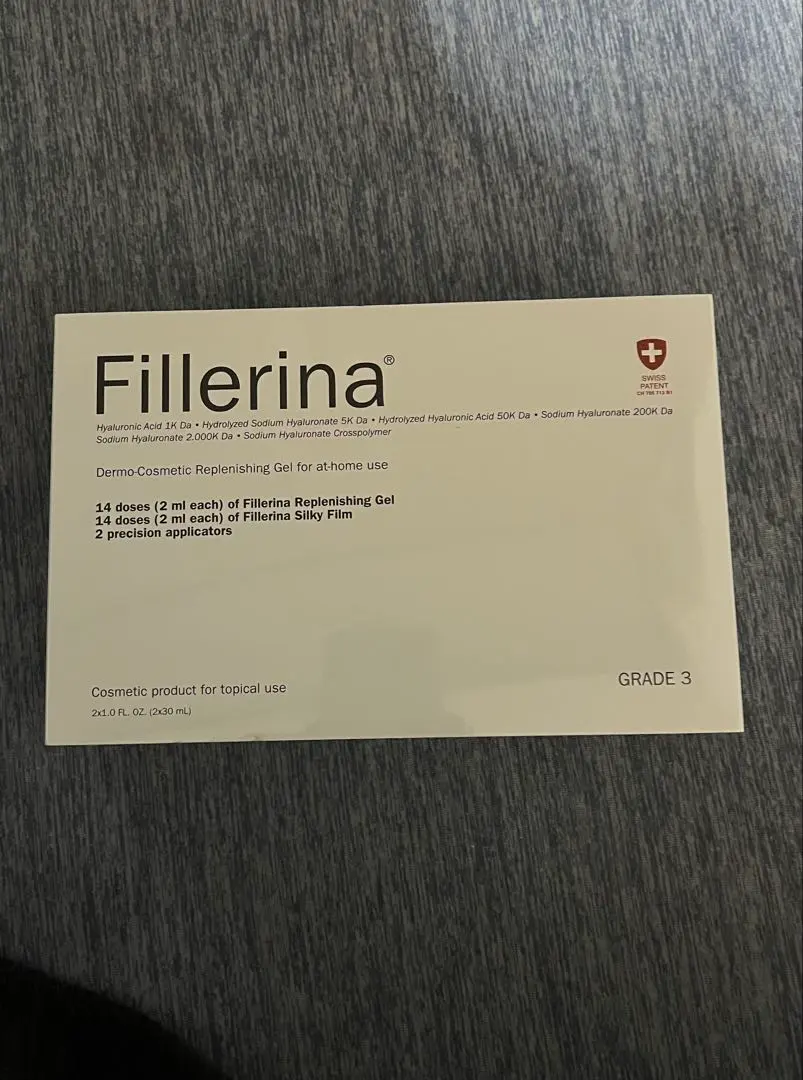 Fillerina®
SWISS
PATENT
Hyaluronic Acid 1K Da • Hydrolyzed Sodium Hyaluronate 5K Da • Hydrolyzed Hyaluronic Acid 50K Da • Sodium Hyaluronate 200K Da
Sodium Hyaluronate 2.000K Da • Sodium Hyaluronate Crosspolymer
Dermo-Cosmetic Replenishing Gel for at-home use
14 doses (2 ml each) of Fillerina Replenishing Gel
14 doses (2 ml each) of Fillerina Silky Film
2 precision applicators
GRADE 3
Cosmetic product for topical use
2x1.0 FL. OZ. (2x30 mL)